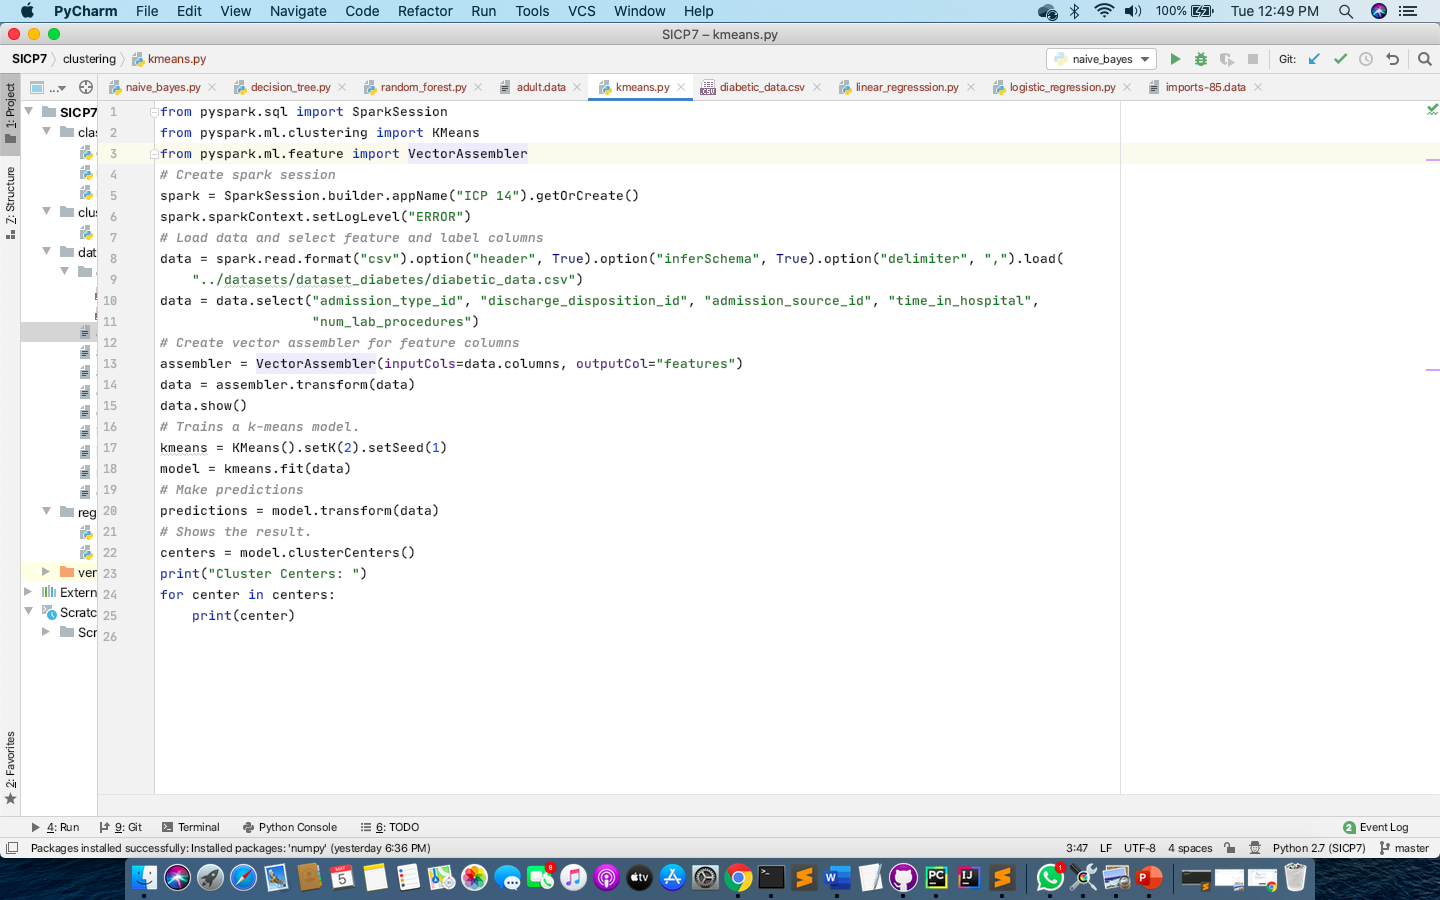 PyCharm File Edit View Navigate Code Refactor Run Tools VCS Window Help 100% Tue 12:49 PM
SICP7 – kmeans.py
SICP7 clustering kmeans.py naive_bayes Git:
... naive_bayes.py decision_tree.py random_forest.py adult.data kmeans.py diabetic_data.csv linear_regresssion.py logistic_regression.py imports-85.data
1: Project
7: Structure
2: Favorites
SICP7
clas
clus
dat
reg
ven
Extern
Scratc
Scr
1 from pyspark.sql import SparkSession
2 from pyspark.ml.clustering import KMeans
3 from pyspark.ml.feature import VectorAssembler
4 # Create spark session
5 spark = SparkSession.builder.appName("ICP 14").getOrCreate()
6 spark.sparkContext.setLogLevel("ERROR")
7 # Load data and select feature and label columns
8 data = spark.read.format("csv").option("header", True).option("inferSchema", True).option("delimiter", ",").load(
9 "../datasets/dataset_diabetes/diabetic_data.csv")
10 data = data.select("admission_type_id", "discharge_disposition_id", "admission_source_id", "time_in_hospital",
11 "num_lab_procedures")
12 # Create vector assembler for feature columns
13 assembler = VectorAssembler(inputCols=data.columns, outputCol="features")
14 data = assembler.transform(data)
15 data.show()
16 # Trains a k-means model.
17 kmeans = KMeans().setK(2).setSeed(1)
18 model = kmeans.fit(data)
19 # Make predictions
20 predictions = model.transform(data)
21 # Shows the result.
22 centers = model.clusterCenters()
23 print("Cluster Centers: ")
24 for center in centers:
25 print(center)
26
4: Run 9: Git Terminal Python Console 6: TODO 2 Event Log
Packages installed successfully: Installed packages: 'numpy' (yesterday 6:36 PM) 3:47 LF UTF-8 4 spaces Python 2.7 (SICP7) master
MAY 5 8 tv PC IJ 1